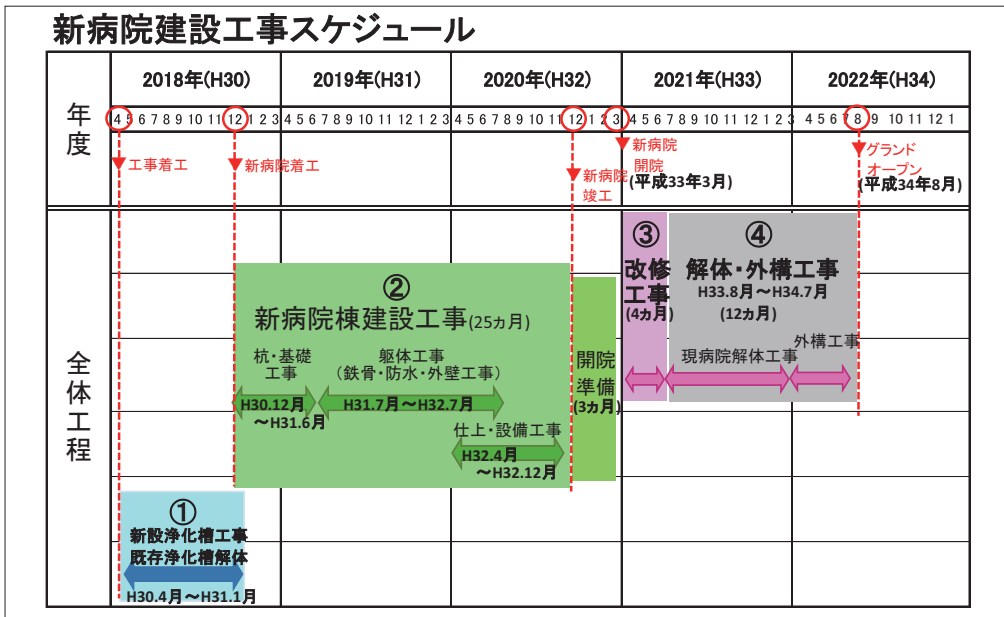 新病院建設工事スケジュール
年度
2018年(H30) 2019年(H31) 2020年(H32) 2021年(H33) 2022年(H34)
4 5 6 7 8 9 10 11 12 1 2 3 4 5 6 7 8 9 10 11 12 1 2 3 4 5 6 7 8 9 10 11 12 1 2 3 4 5 6 7 8 9 10 11 12 1 2 3 4 5 6 7 8 9 10 11 12 1
工事着工
新病院着工
新病院
竣工
新病院
開院
(平成33年3月)
グランド
オープン
(平成34年8月)
全体工程
③
改修
工事
(4カ月)
④
解体・外構工事
H33.8月～H34.7月
(12カ月)
現病院解体工事
外構工事
②
新病院棟建設工事(25ヵ月)
杭・基礎
工事
H30.12月
～H31.6月
躯体工事
（鉄骨・防水・外壁工事）
H31.7月～H32.7月
仕上・設備工事
H32.4月
～H32.12月
開院
準備
(3カ月)
①
新設浄化槽工事
既存浄化槽解体
H30.4月～H31.1月